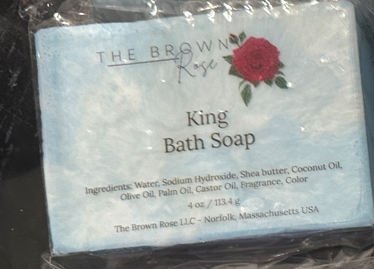 THE BROWN
Rose
King
Bath Soap
Ingredients: Water, Sodium Hydroxide, Shea butter, Coconut Oil,
Olive Oil, Palm Oil, Castor Oil, Fragrance, Color
4 oz / 113.4 g
The Brown Rose LLC - Norfolk, Massachusetts USA